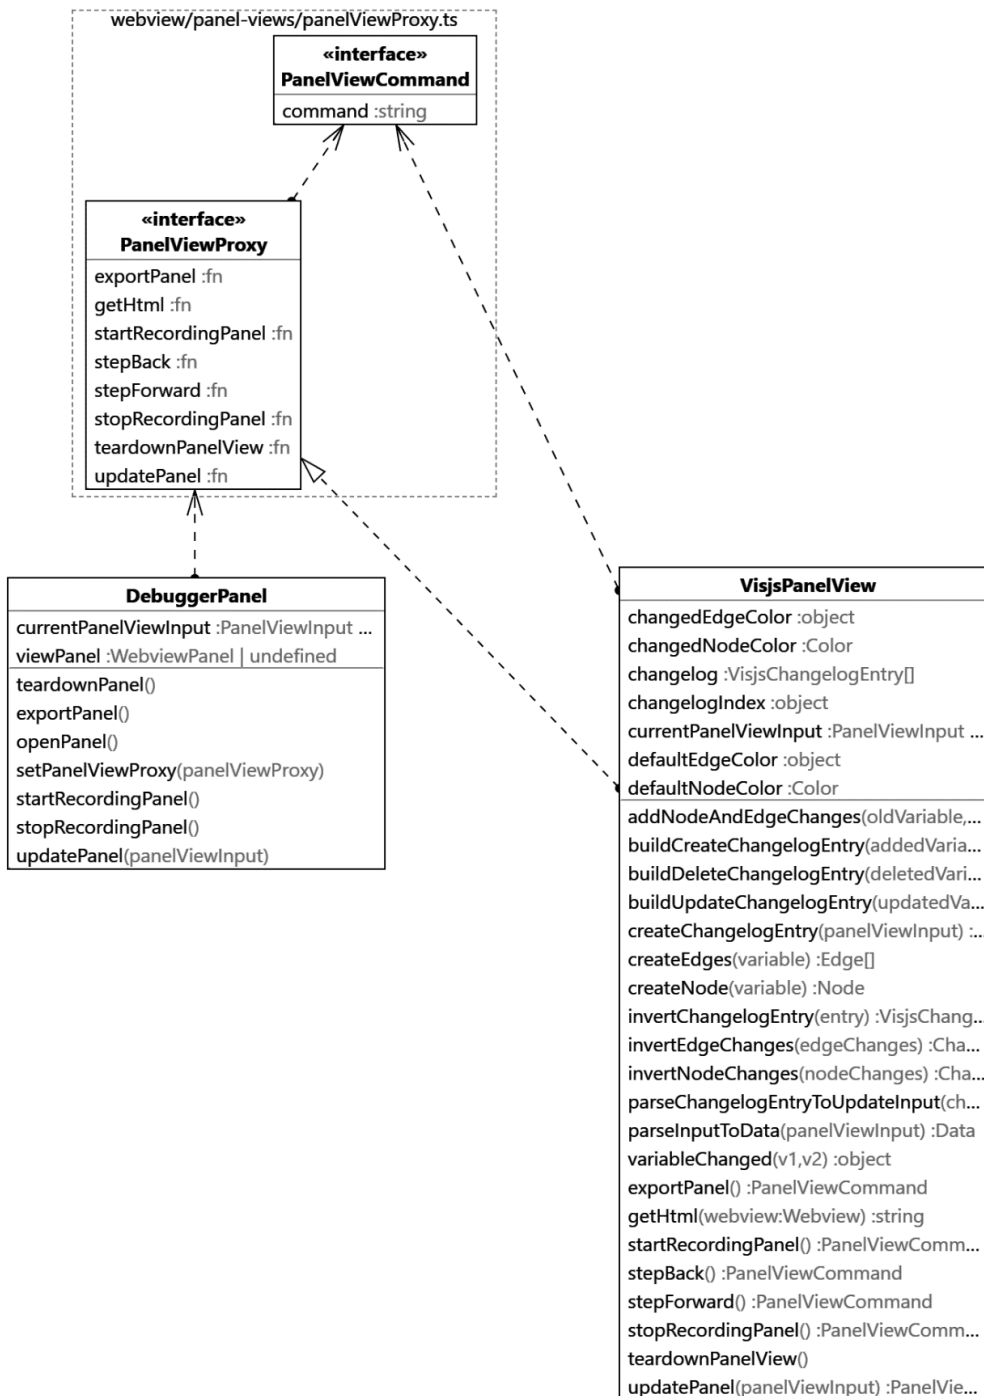 webview/panel-views/panelViewProxy.ts
«interface»
PanelViewCommand
command :string
«interface»
PanelViewProxy
exportPanel :fn
getHtml :fn
startRecordingPanel :fn
stepBack :fn
stepForward :fn
stopRecordingPanel :fn
teardownPanelView :fn
updatePanel :fn
DebuggerPanel
currentPanelViewInput :PanelViewInput ...
viewPanel :WebviewPanel | undefined
teardownPanel()
exportPanel()
openPanel()
setPanelViewProxy(panelViewProxy)
startRecordingPanel()
stopRecordingPanel()
updatePanel(panelViewInput)
VisjsPanelView
changedEdgeColor :object
changedNodeColor :Color
changelog :VisjsChangelogEntry[]
changelogIndex :object
currentPanelViewInput :PanelViewInput ...
defaultEdgeColor :object
defaultNodeColor :Color
addNodeAndEdgeChanges(oldVariable,...
buildCreateChangelogEntry(addedVaria...
buildDeleteChangelogEntry(deletedVari...
buildUpdateChangelogEntry(updatedVa...
createChangelogEntry(panelViewInput) :...
createEdges(variable) :Edge[]
createNode(variable) :Node
invertChangelogEntry(entry) :VisjsChang...
invertEdgeChanges(edgeChanges) :Cha...
invertNodeChanges(nodeChanges) :Cha...
parseChangelogEntryToUpdateInput(ch...
parseInputToData(panelViewInput) :Data
variableChanged(v1,v2) :object
exportPanel() :PanelViewCommand
getHtml(webview:Webview) :string
startRecordingPanel() :PanelViewComm...
stepBack() :PanelViewCommand
stepForward() :PanelViewCommand
stopRecordingPanel() :PanelViewComm...
teardownPanelView()
updatePanel(panelViewInput) :PanelVie...